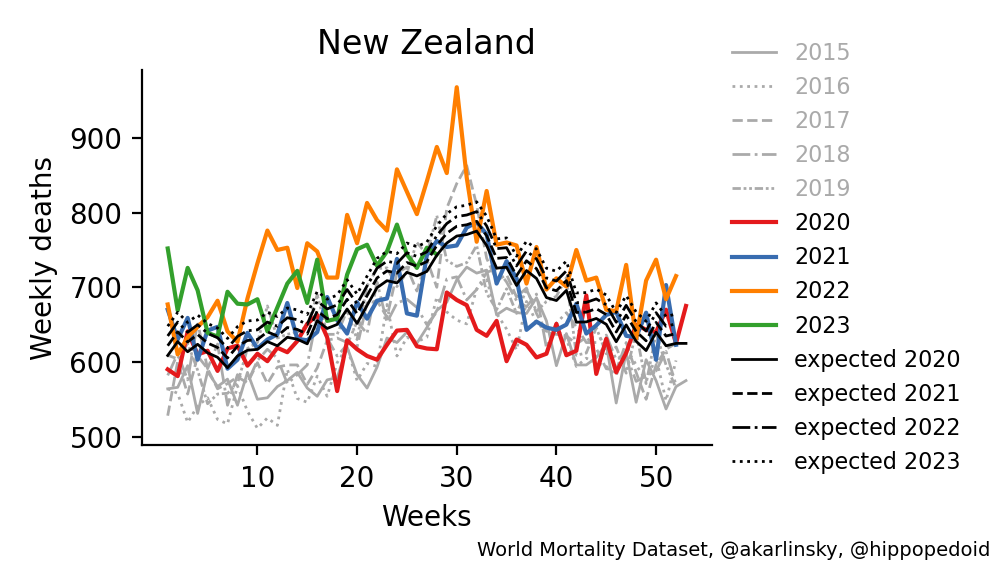 New Zealand
Weekly deaths
900
800
700
600
500
10 20 30 40 50
Weeks
2015
2016
2017
2018
2019
2020
2021
2022
2023
expected 2020
expected 2021
expected 2022
expected 2023
World Mortality Dataset, @akarlinsky, @hippopedoid